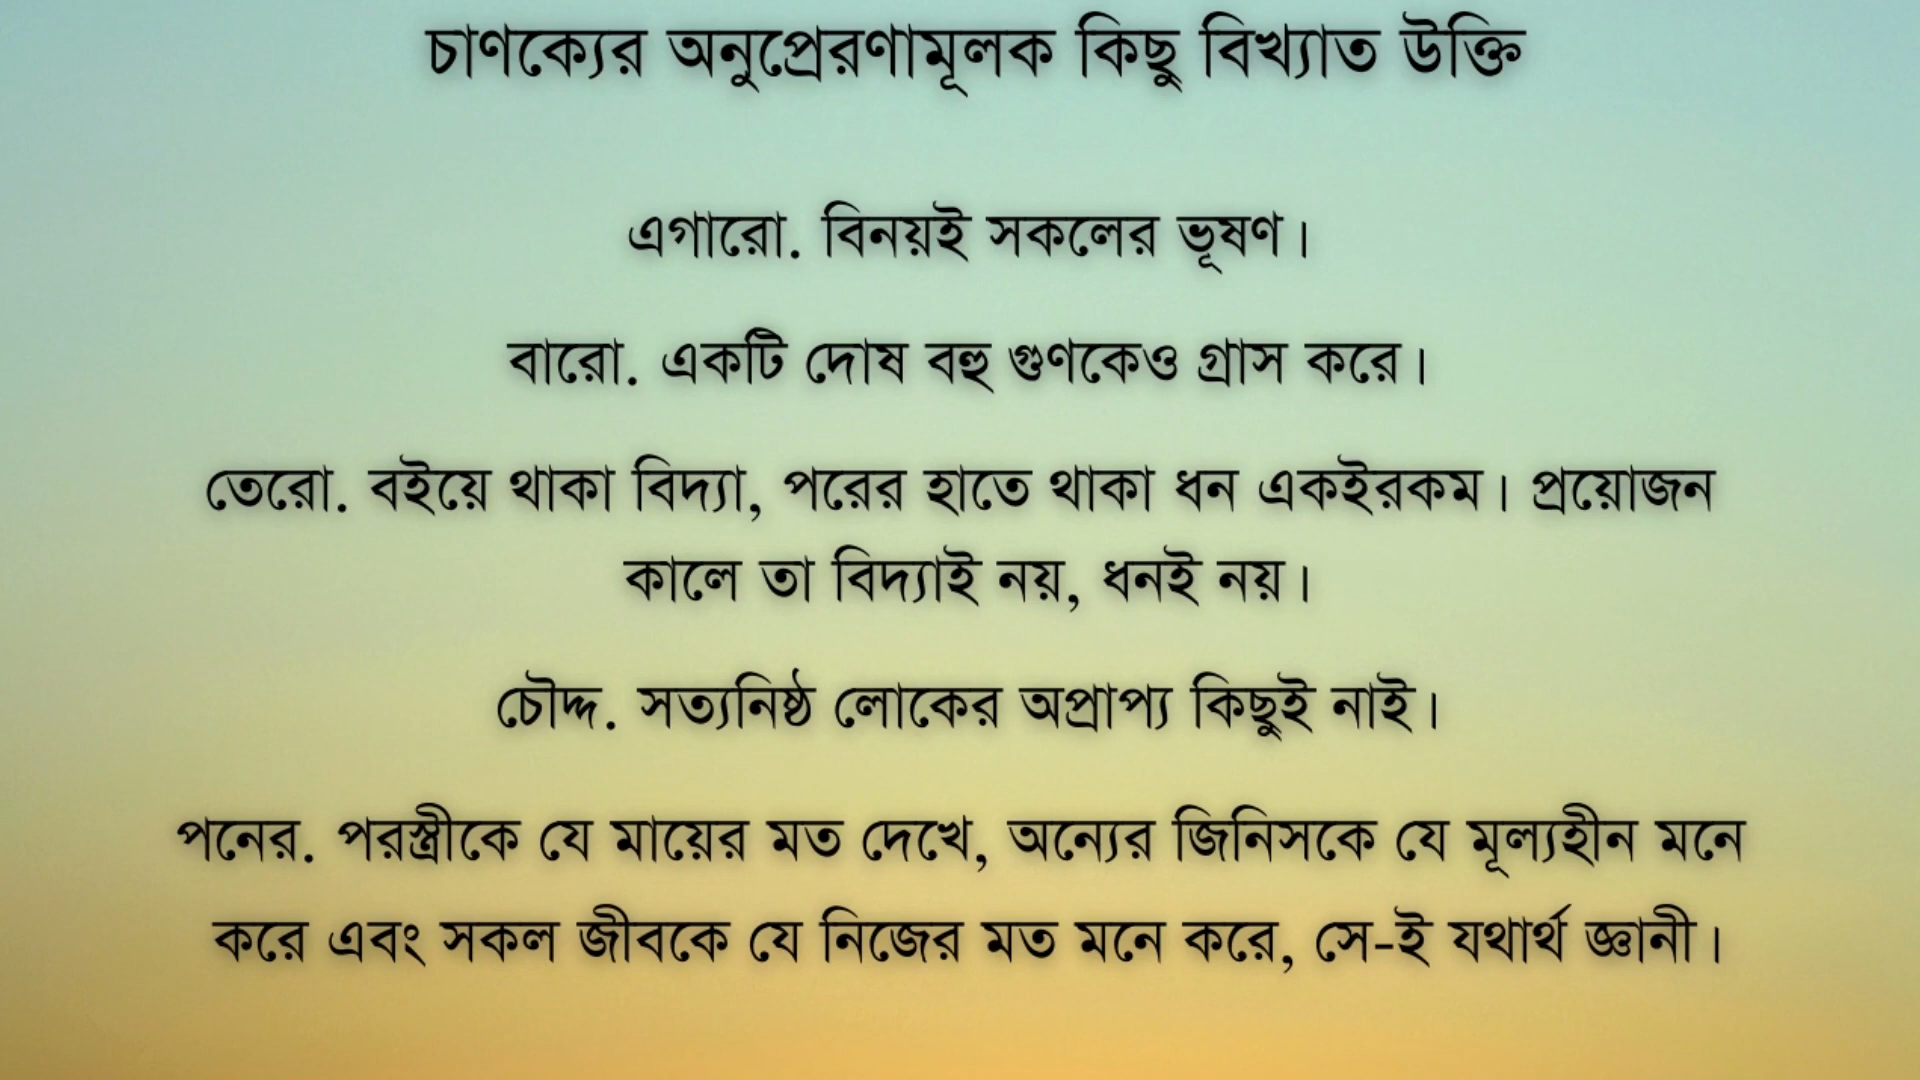 চাণক্যের অনুপ্রেরণামূলক কিছু বিখ্যাত উক্তি
এগারো. বিনয়ই সকলের ভূষণ।
বারো. একটি দোষ বহু গুণকেও গ্রাস করে।
তেরো. বইয়ে থাকা বিদ্যা, পরের হাতে থাকা ধন একইরকম। প্রয়োজন
কালে তা বিদ্যাই নয়, ধনই নয়।
চৌদ্দ. সত্যনিষ্ঠ লোকের অপ্রাপ্য কিছুই নাই।
পনের. পরস্ত্রীকে যে মায়ের মত দেখে, অন্যের জিনিসকে যে মূল্যহীন মনে
করে এবং সকল জীবকে যে নিজের মত মনে করে, সে-ই যথার্থ জ্ঞানী।